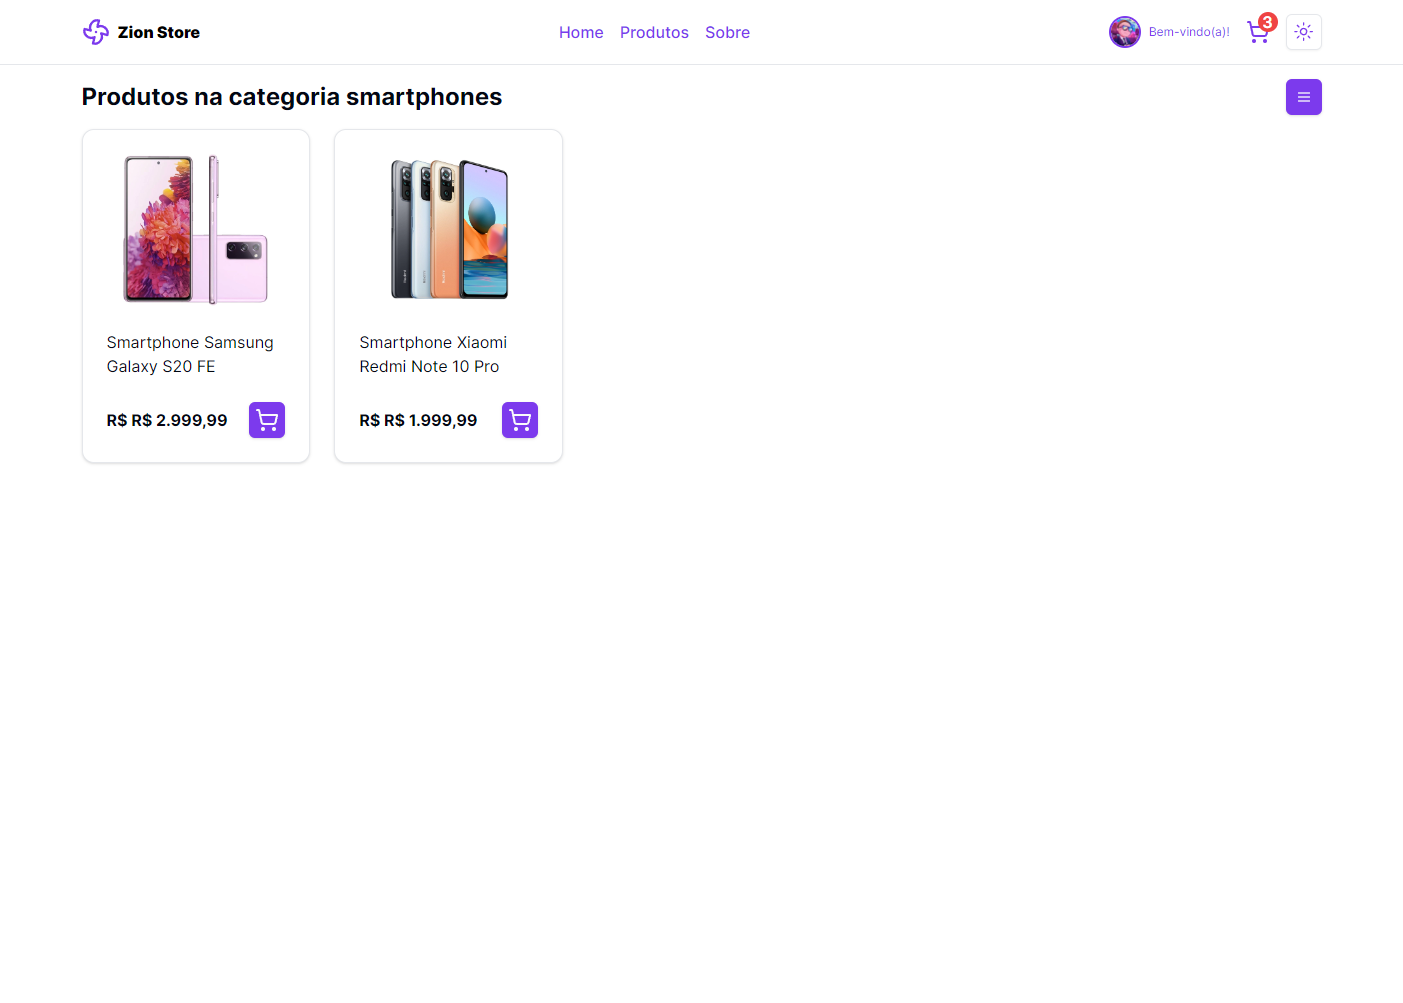 Zion Store
Home Produtos Sobre
Bem-vindo(a)!
3
Produtos na categoria smartphones
Smartphone Samsung
Galaxy S20 FE
R$ R$ 2.999,99
Smartphone Xiaomi
Redmi Note 10 Pro
R$ R$ 1.999,99